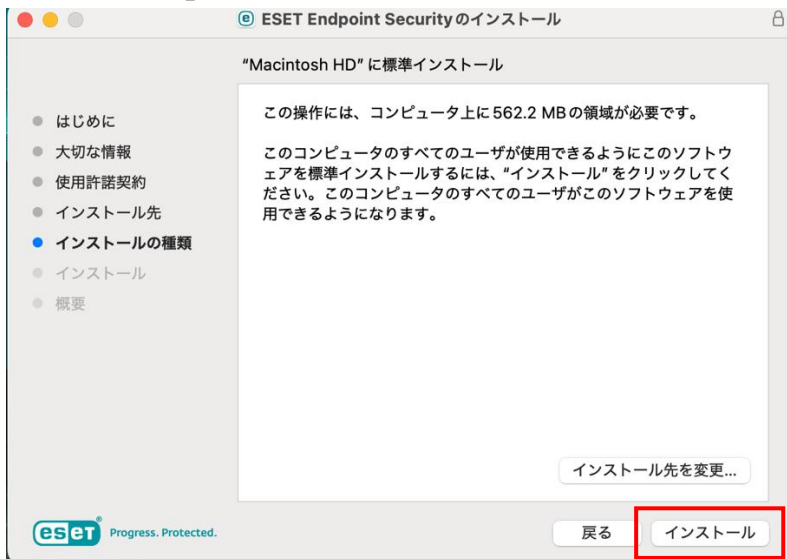 ESET Endpoint Securityのインストール
“Macintosh HD” に標準インストール
はじめに
大切な情報
使用許諾契約
インストール先
インストールの種類
インストール
概要
この操作には、コンピュータ上に562.2 MBの領域が必要です。
このコンピュータのすべてのユーザが使用できるようにこのソフトウ
ェアを標準インストールするには、“インストール” をクリックしてく
ださい。このコンピュータのすべてのユーザがこのソフトウェアを使
用できるようになります。
インストール先を変更...
eset® Progress. Protected.
戻る
インストール